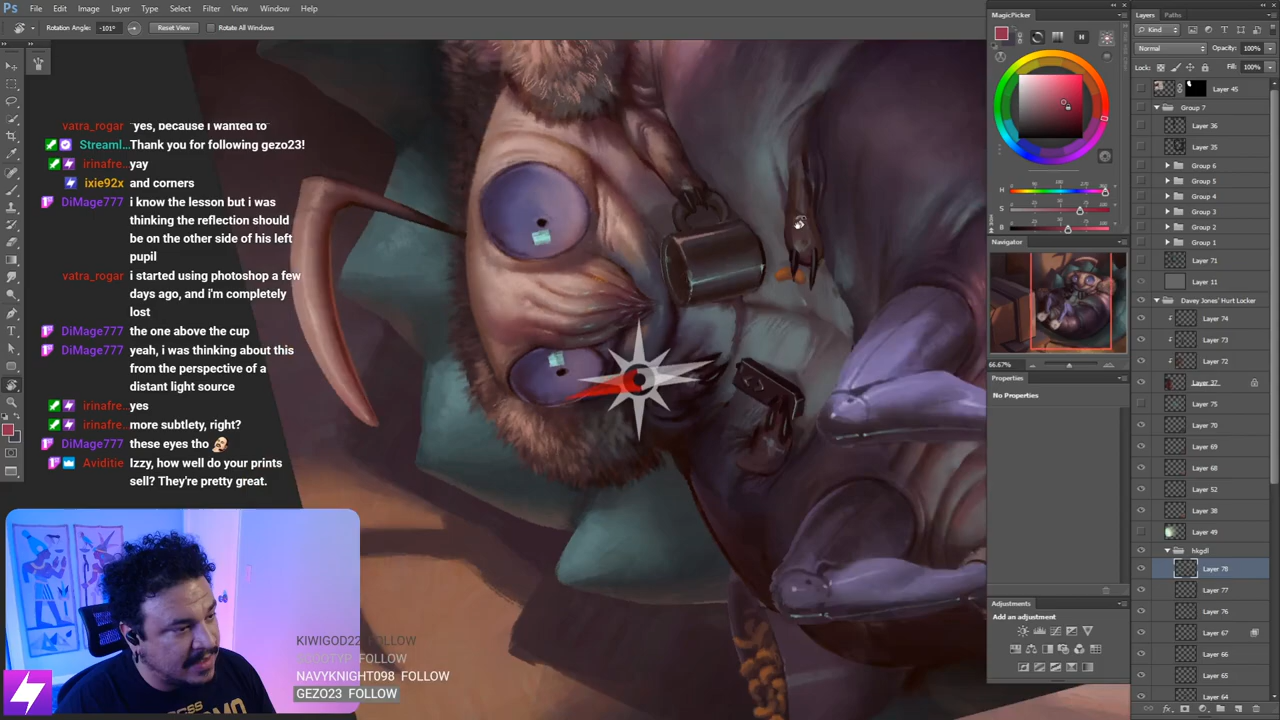 Ps File Edit Image Layer Type Select Filter View Window Help
Rotation Angle: -101° Reset View Rotate All Windows
vatra_rogar "yes, because i wanted to"
Streaml... Thank you for following gezo23!
irinafre.. yay
ixie92x and corners
DiMage777 i know the lesson but i was
thinking the reflection should
be on the other side of his left
pupil
vatra_rogar i started using photoshop a few
days ago, and i'm completely
lost
DiMage777 the one above the cup
DiMage777 yeah, i was thinking about this
from the perspective of a
distant light source
irinafre.. yes
irinafre.. more subtlety, right?
DiMage777 these eyes tho
Aviditie Izzy, how well do your prints
sell? They're pretty great.
KIWIGOD22 FOLLOW
FOLLOW
NAVYKNIGHT098 FOLLOW
GEZO23 FOLLOW
MagicPicker
H
H
S
B
Navigator
66.67%
Properties
No Properties
Adjustments
Add an adjustment
Layers Paths
Kind
Normal Opacity: 100%
Lock: Fill: 100%
Layer 45
Group 7
Layer 36
Layer 35
Group 6
Group 5
Group 4
Group 3
Group 2
Group 1
Layer 71
Layer 11
Davey Jones' Hurt Locker
Layer 74
Layer 73
Layer 72
Layer 37
Layer 75
Layer 70
Layer 69
Layer 68
Layer 52
Layer 38
Layer 49
hkgdl
Layer 78
Layer 77
Layer 76
Layer 67
Layer 66
Layer 65
Layer 64